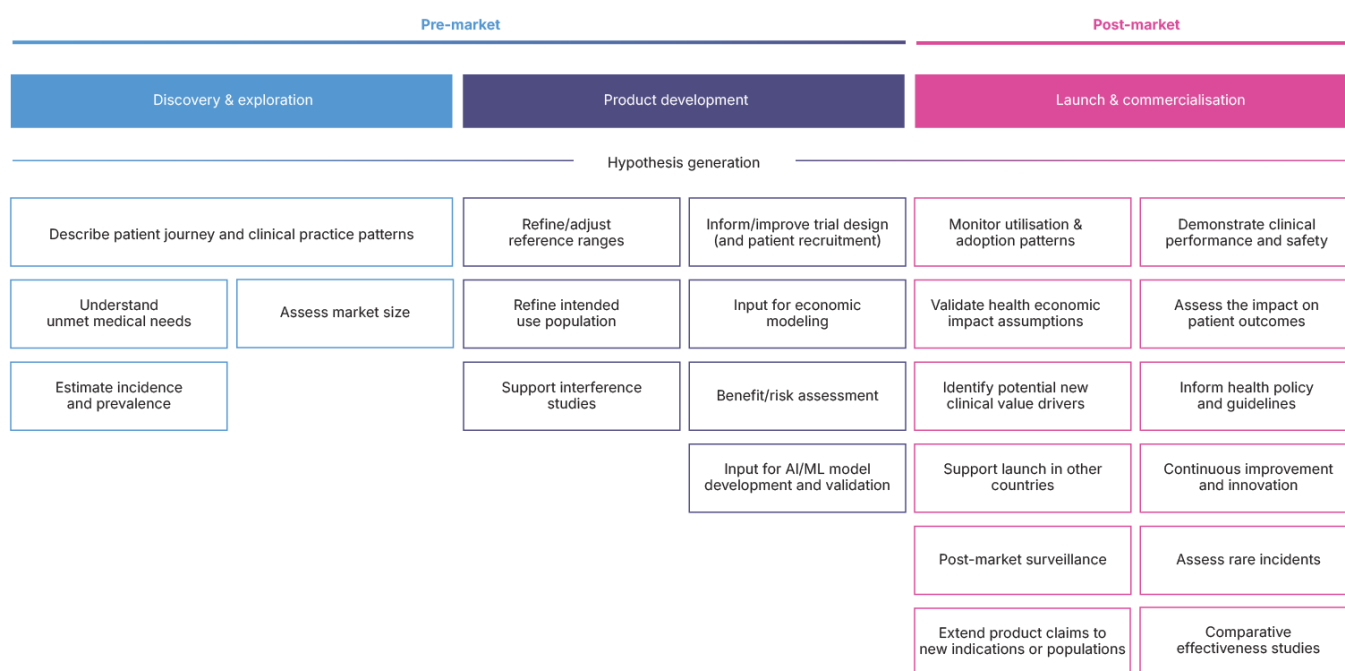 Pre-market
Post-market
Discovery & exploration
Product development
Launch & commercialisation
Hypothesis generation
Describe patient journey and clinical practice patterns
Refine/adjust
reference ranges
Inform/improve trial design
(and patient recruitment)
Monitor utilisation &
adoption patterns
Demonstrate clinical
performance and safety
Understand
unmet medical needs
Assess market size
Refine intended
use population
Input for economic
modeling
Validate health economic
impact assumptions
Assess the impact on
patient outcomes
Estimate incidence
and prevalence
Support interference
studies
Benefit/risk assessment
Identify potential new
clinical value drivers
Inform health policy
and guidelines
Input for AI/ML model
development and validation
Support launch in other
countries
Continuous improvement
and innovation
Post-market surveillance
Assess rare incidents
Extend product claims to
new indications or populations
Comparative
effectiveness studies